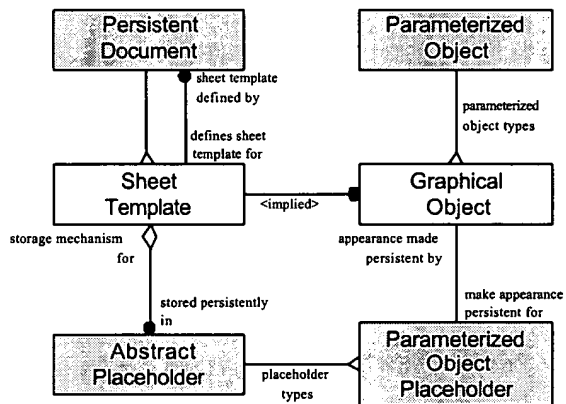 Persistent
Document
Parameterized
Object
sheet template
defined by
parameterized
object types
defines sheet
template for
Sheet
Template
<implied>
Graphical
Object
storage mechanism
for
appearance made
persistent by
stored persistently
in
make appearance
persistent for
Abstract
Placeholder
placeholder
types
Parameterized
Object
Placeholder